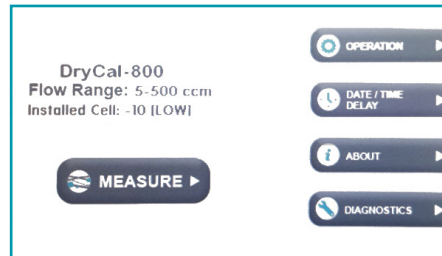 DryCal-800
Flow Range: 5-500 ccm
Installed Cell: -10 [LOW]
MEASURE
OPERATION
DATE / TIME
DELAY
ABOUT
DIAGNOSTICS